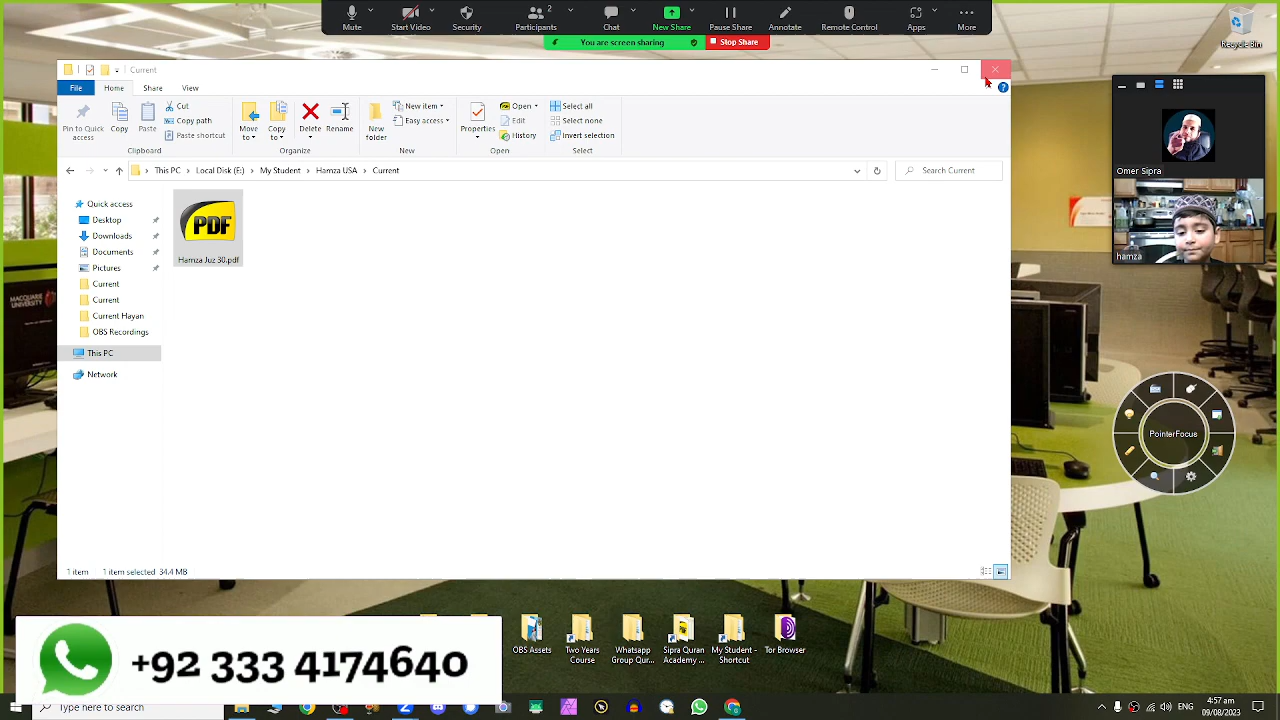 Mute
Start Video
Security
Participants
2
Chat
New Share
Pause Share
Annotate
Remote Control
Apps
More
You are screen sharing
Stop Share
Recycle Bin
Current
File
Home
Share
View
Pin to Quick access
Copy
Paste
Cut
Copy path
Paste shortcut
Clipboard
Move to
Copy to
Delete
Rename
Organize
New folder
New item
Easy access
New
Properties
Open
Edit
History
Open
Select all
Select none
Invert selection
Select
This PC
Local Disk (E:)
My Student
Hamza USA
Current
Search Current
Quick access
Desktop
Downloads
Documents
Pictures
Current
Current
Current Hayan
OBS Recordings
This PC
Network
PDF
Hamza Juz 30.pdf
1 item
1 item selected 34.4 MB
Omer Sipra
hamza
MACQUARIE
UNIVERSITY
PointerFocus
OBS Assets
Two Years Course
Whatsapp Group Qur...
Sipra Quran Academy ...
My Student - Shortcut
Tor Browser
+92 333 4174640
Type here to search
ENG
4:57 am
09/08/2023